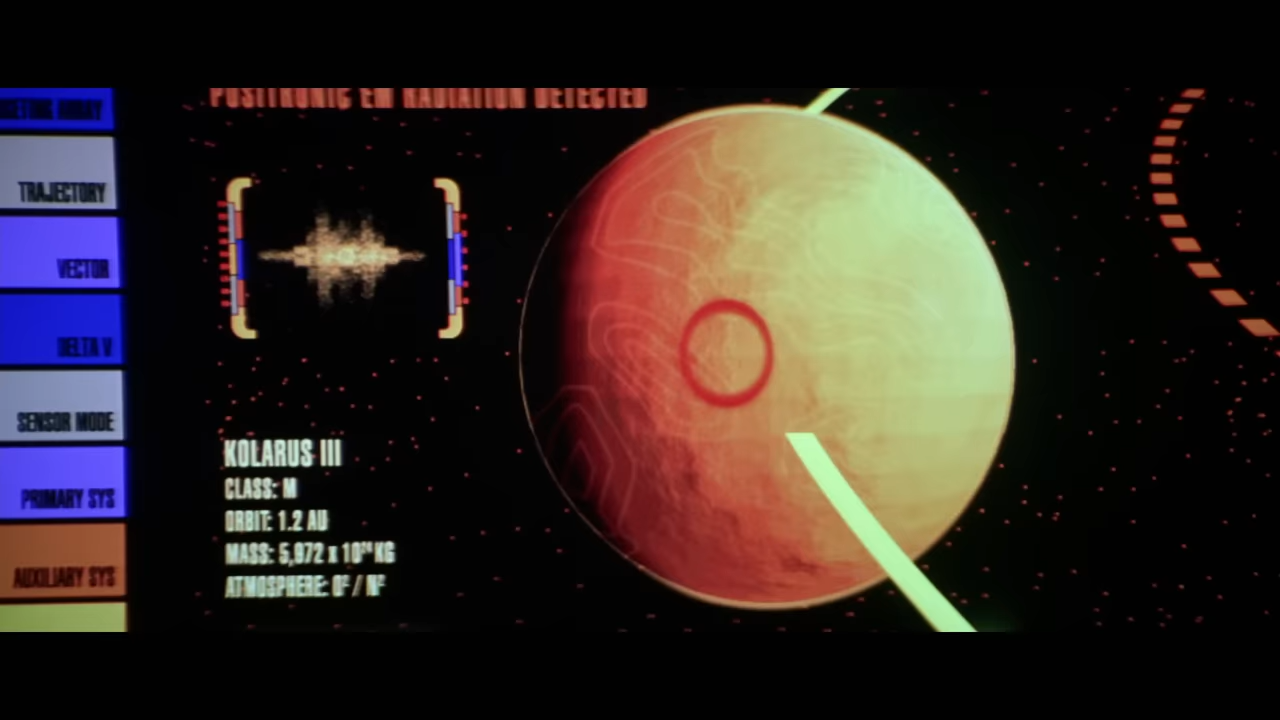 POSITRONIC EM RADIATION DETECTED
TRAJECTORY
VECTOR
DELTA V
SENSOR MODE
PRIMARY SYS
AUXILIARY SYS
KOLARUS III
CLASS: M
ORBIT: 1.2 AU
MASS: 5,972 x 10²⁴ KG
ATMOSPHERE: O² / N²